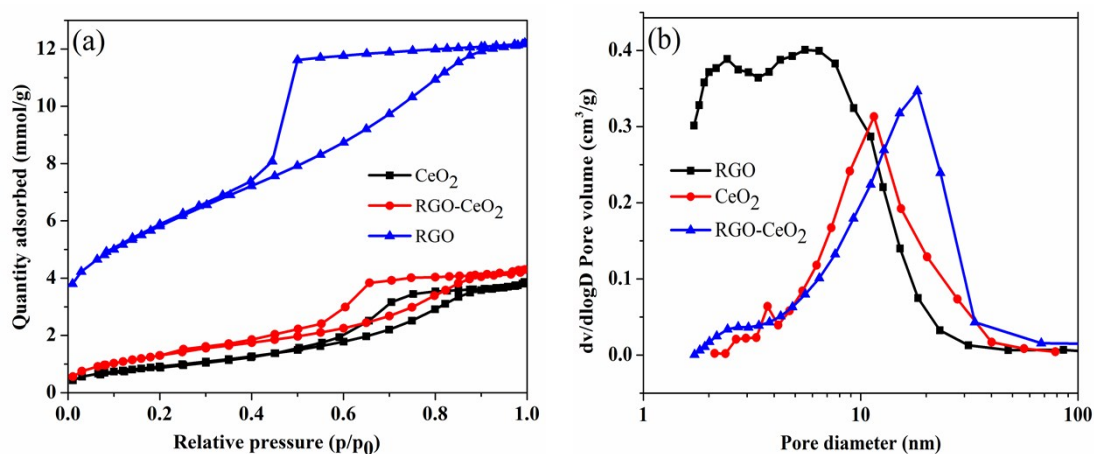 (a)
Quantity adsorbed (mmol/g)
14
12
10
8
6
4
2
0
CeO₂
RGO-CeO₂
RGO
0.0 0.2 0.4 0.6 0.8 1.0
Relative pressure (p/p₀)
(b)
dv/dlogD Pore volume (cm³/g)
0.4
0.3
0.2
0.1
0.0
RGO
CeO₂
RGO-CeO₂
1 10 100
Pore diameter (nm)